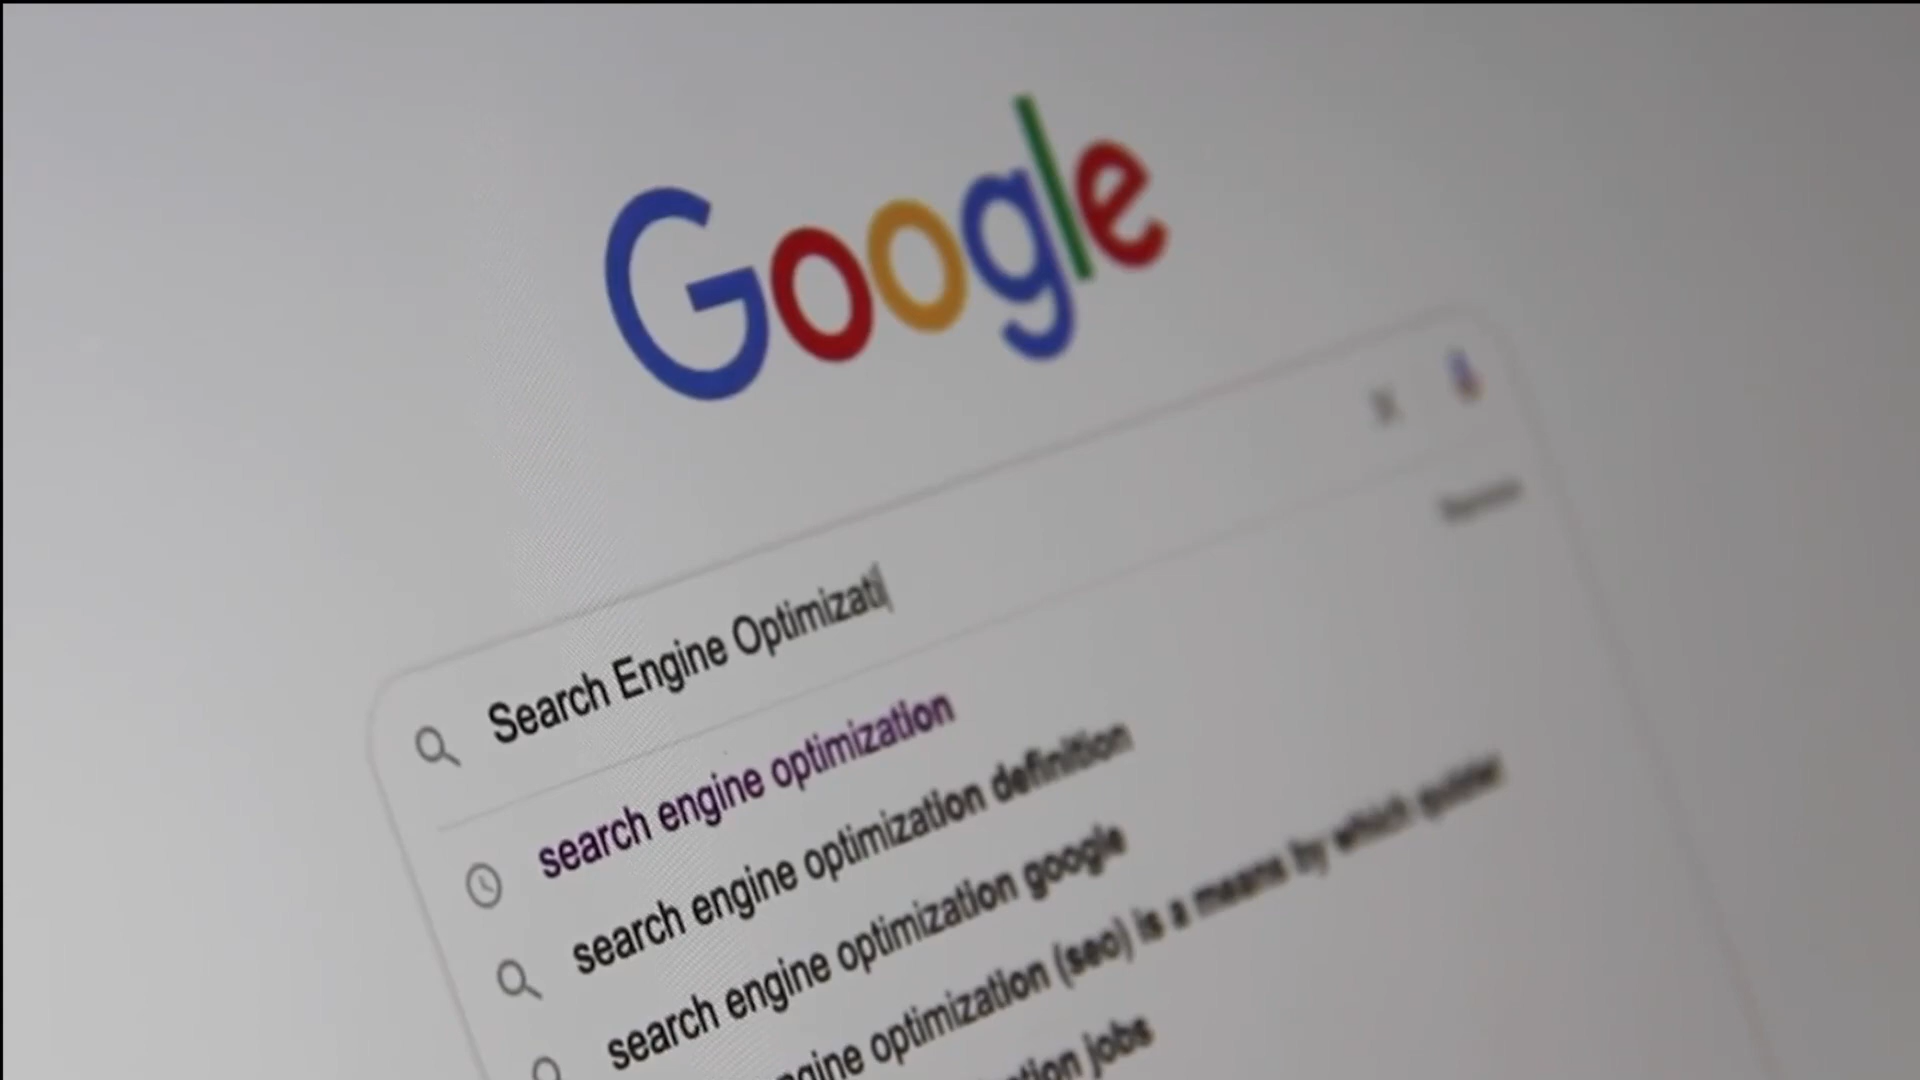 Google
Search Engine Optimizati
search engine optimization
search engine optimization definition
search engine optimization google
engine optimization (seo) is a means by which
jobs